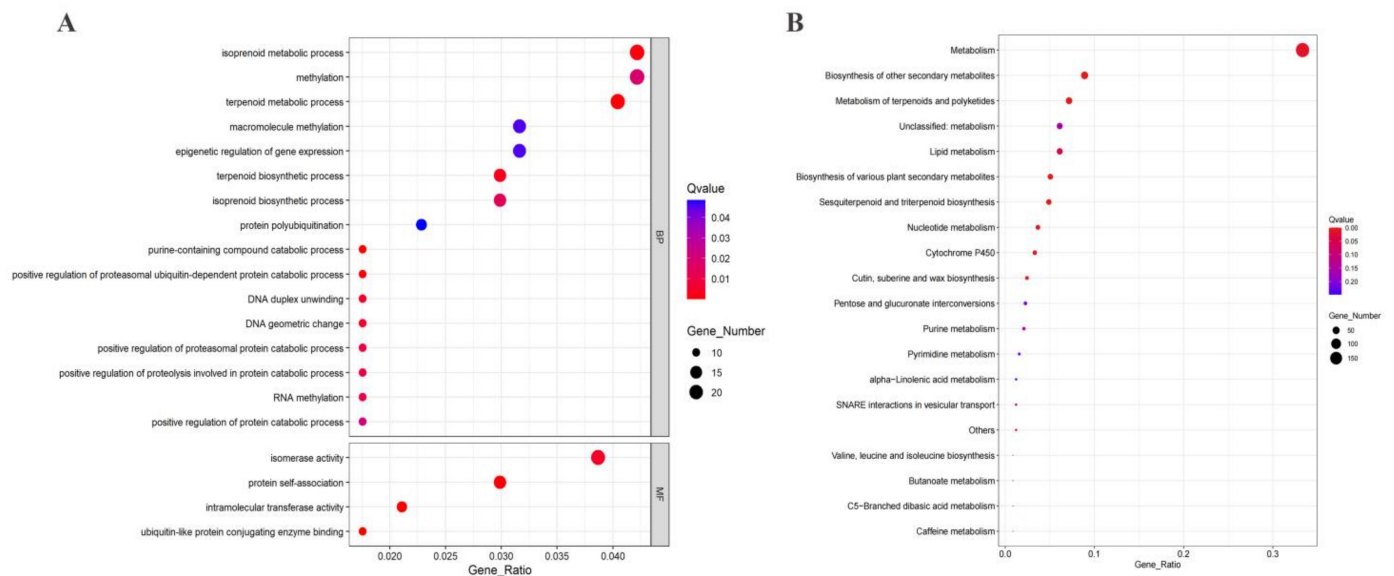 A
isoprenoid metabolic process
methylation
terpenoid metabolic process
macromolecule methylation
epigenetic regulation of gene expression
terpenoid biosynthetic process
isoprenoid biosynthetic process
protein polyubiquitination
purine-containing compound catabolic process
positive regulation of proteasomal ubiquitin-dependent protein catabolic process
DNA duplex unwinding
DNA geometric change
positive regulation of proteasomal protein catabolic process
positive regulation of proteolysis involved in protein catabolic process
RNA methylation
positive regulation of protein catabolic process
BP
isomerase activity
protein self-association
intramolecular transferase activity
ubiquitin-like protein conjugating enzyme binding
MF
0.020 0.025 0.030 0.035 0.040
Gene_Ratio
Qvalue
0.04
0.03
0.02
0.01
Gene_Number
10
15
20
B
Metabolism
Biosynthesis of other secondary metabolites
Metabolism of terpenoids and polyketides
Unclassified: metabolism
Lipid metabolism
Biosynthesis of various plant secondary metabolites
Sesquiterpenoid and triterpenoid biosynthesis
Nucleotide metabolism
Cytochrome P450
Cutin, suberine and wax biosynthesis
Pentose and glucuronate interconversions
Purine metabolism
Pyrimidine metabolism
alpha-Linolenic acid metabolism
SNARE interactions in vesicular transport
Others
Valine, leucine and isoleucine biosynthesis
Butanoate metabolism
C5-Branched dibasic acid metabolism
Caffeine metabolism
0.0 0.1 0.2 0.3
Gene_Ratio
Qvalue
0.00
0.05
0.10
0.15
0.20
Gene_Number
50
100
150